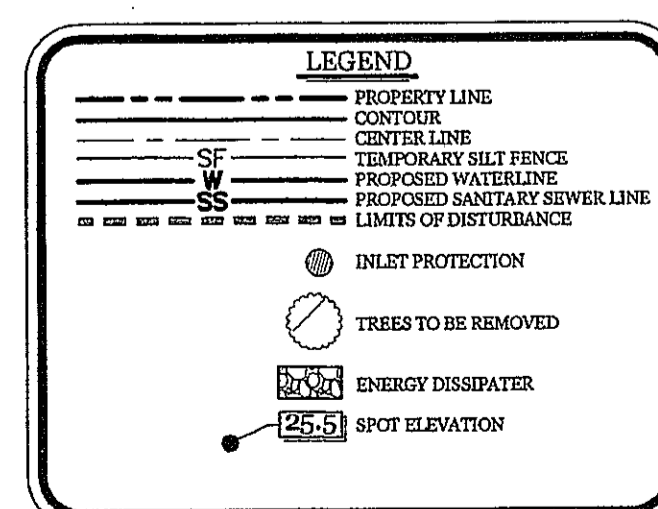 LEGEND
PROPERTY LINE
CONTOUR
CENTER LINE
SF TEMPORARY SILT FENCE
W PROPOSED WATERLINE
SS PROPOSED SANITARY SEWER LINE
LIMITS OF DISTURBANCE
INLET PROTECTION
TREES TO BE REMOVED
ENERGY DISSIPATER
25.5 SPOT ELEVATION